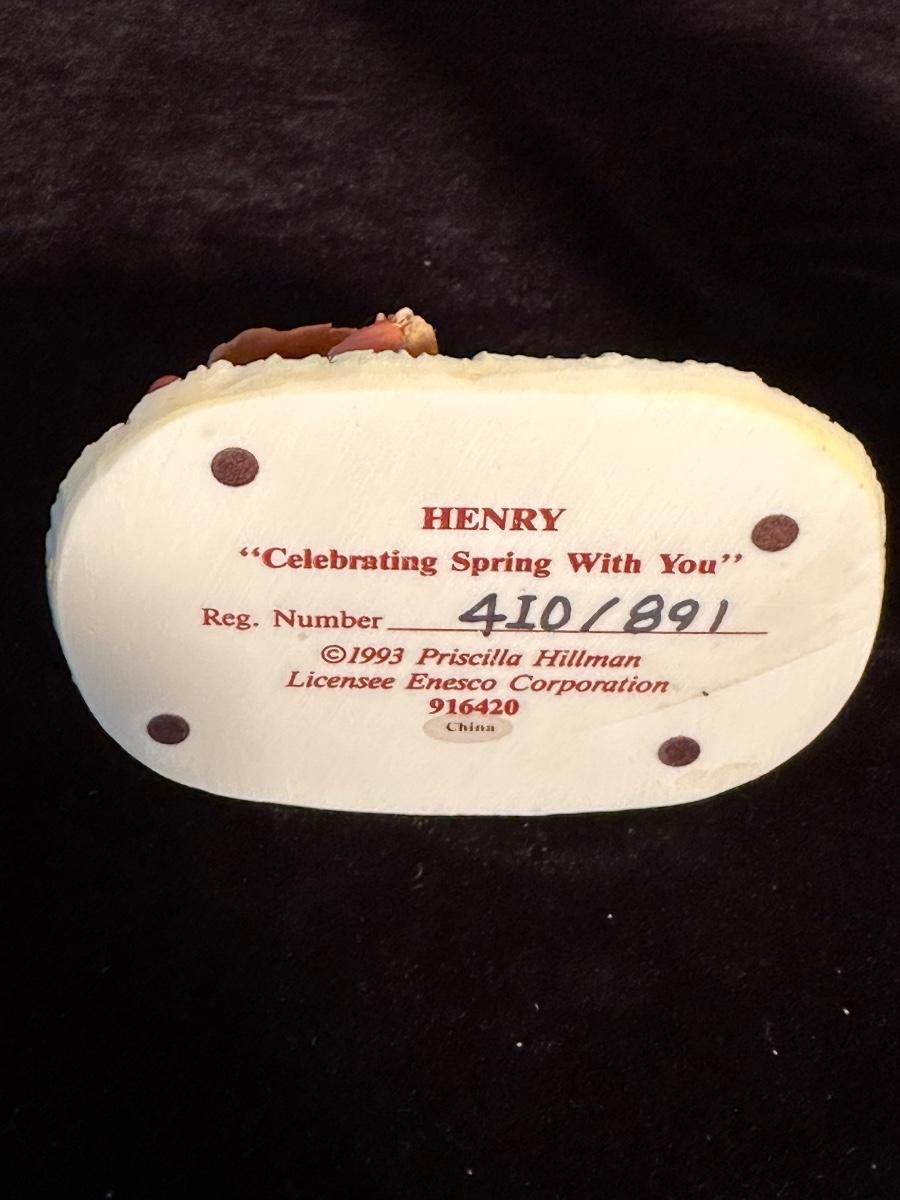 HENRY
“Celebrating Spring With You”
Reg. Number 410/891
©1993 Priscilla Hillman
Licensee Enesco Corporation
916420
China